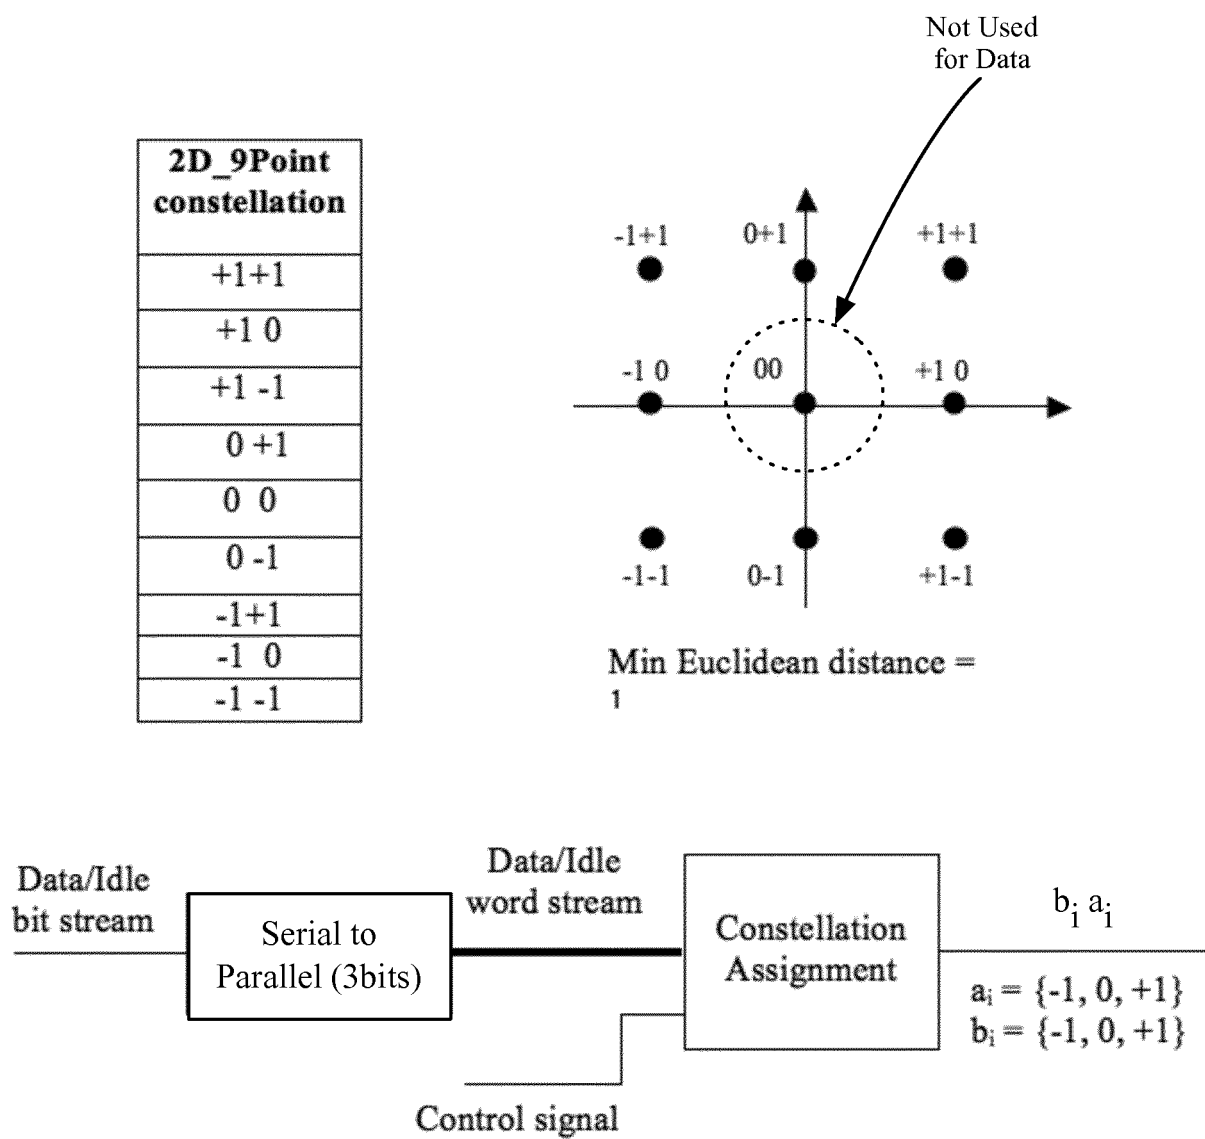 Not Used
for Data
2D_9Point
constellation
+1+1
+1 0
+1 -1
0 +1
0 0
0 -1
-1+1
-1 0
-1 -1
-1+1
0+1
+1+1
-1 0
00
+1 0
-1-1
0-1
+1-1
Min Euclidean distance =
1
Data/Idle
bit stream
Serial to
Parallel (3bits)
Data/Idle
word stream
Constellation
Assignment
Control signal
bᵢ aᵢ
aᵢ = {-1, 0, +1}
bᵢ = {-1, 0, +1}